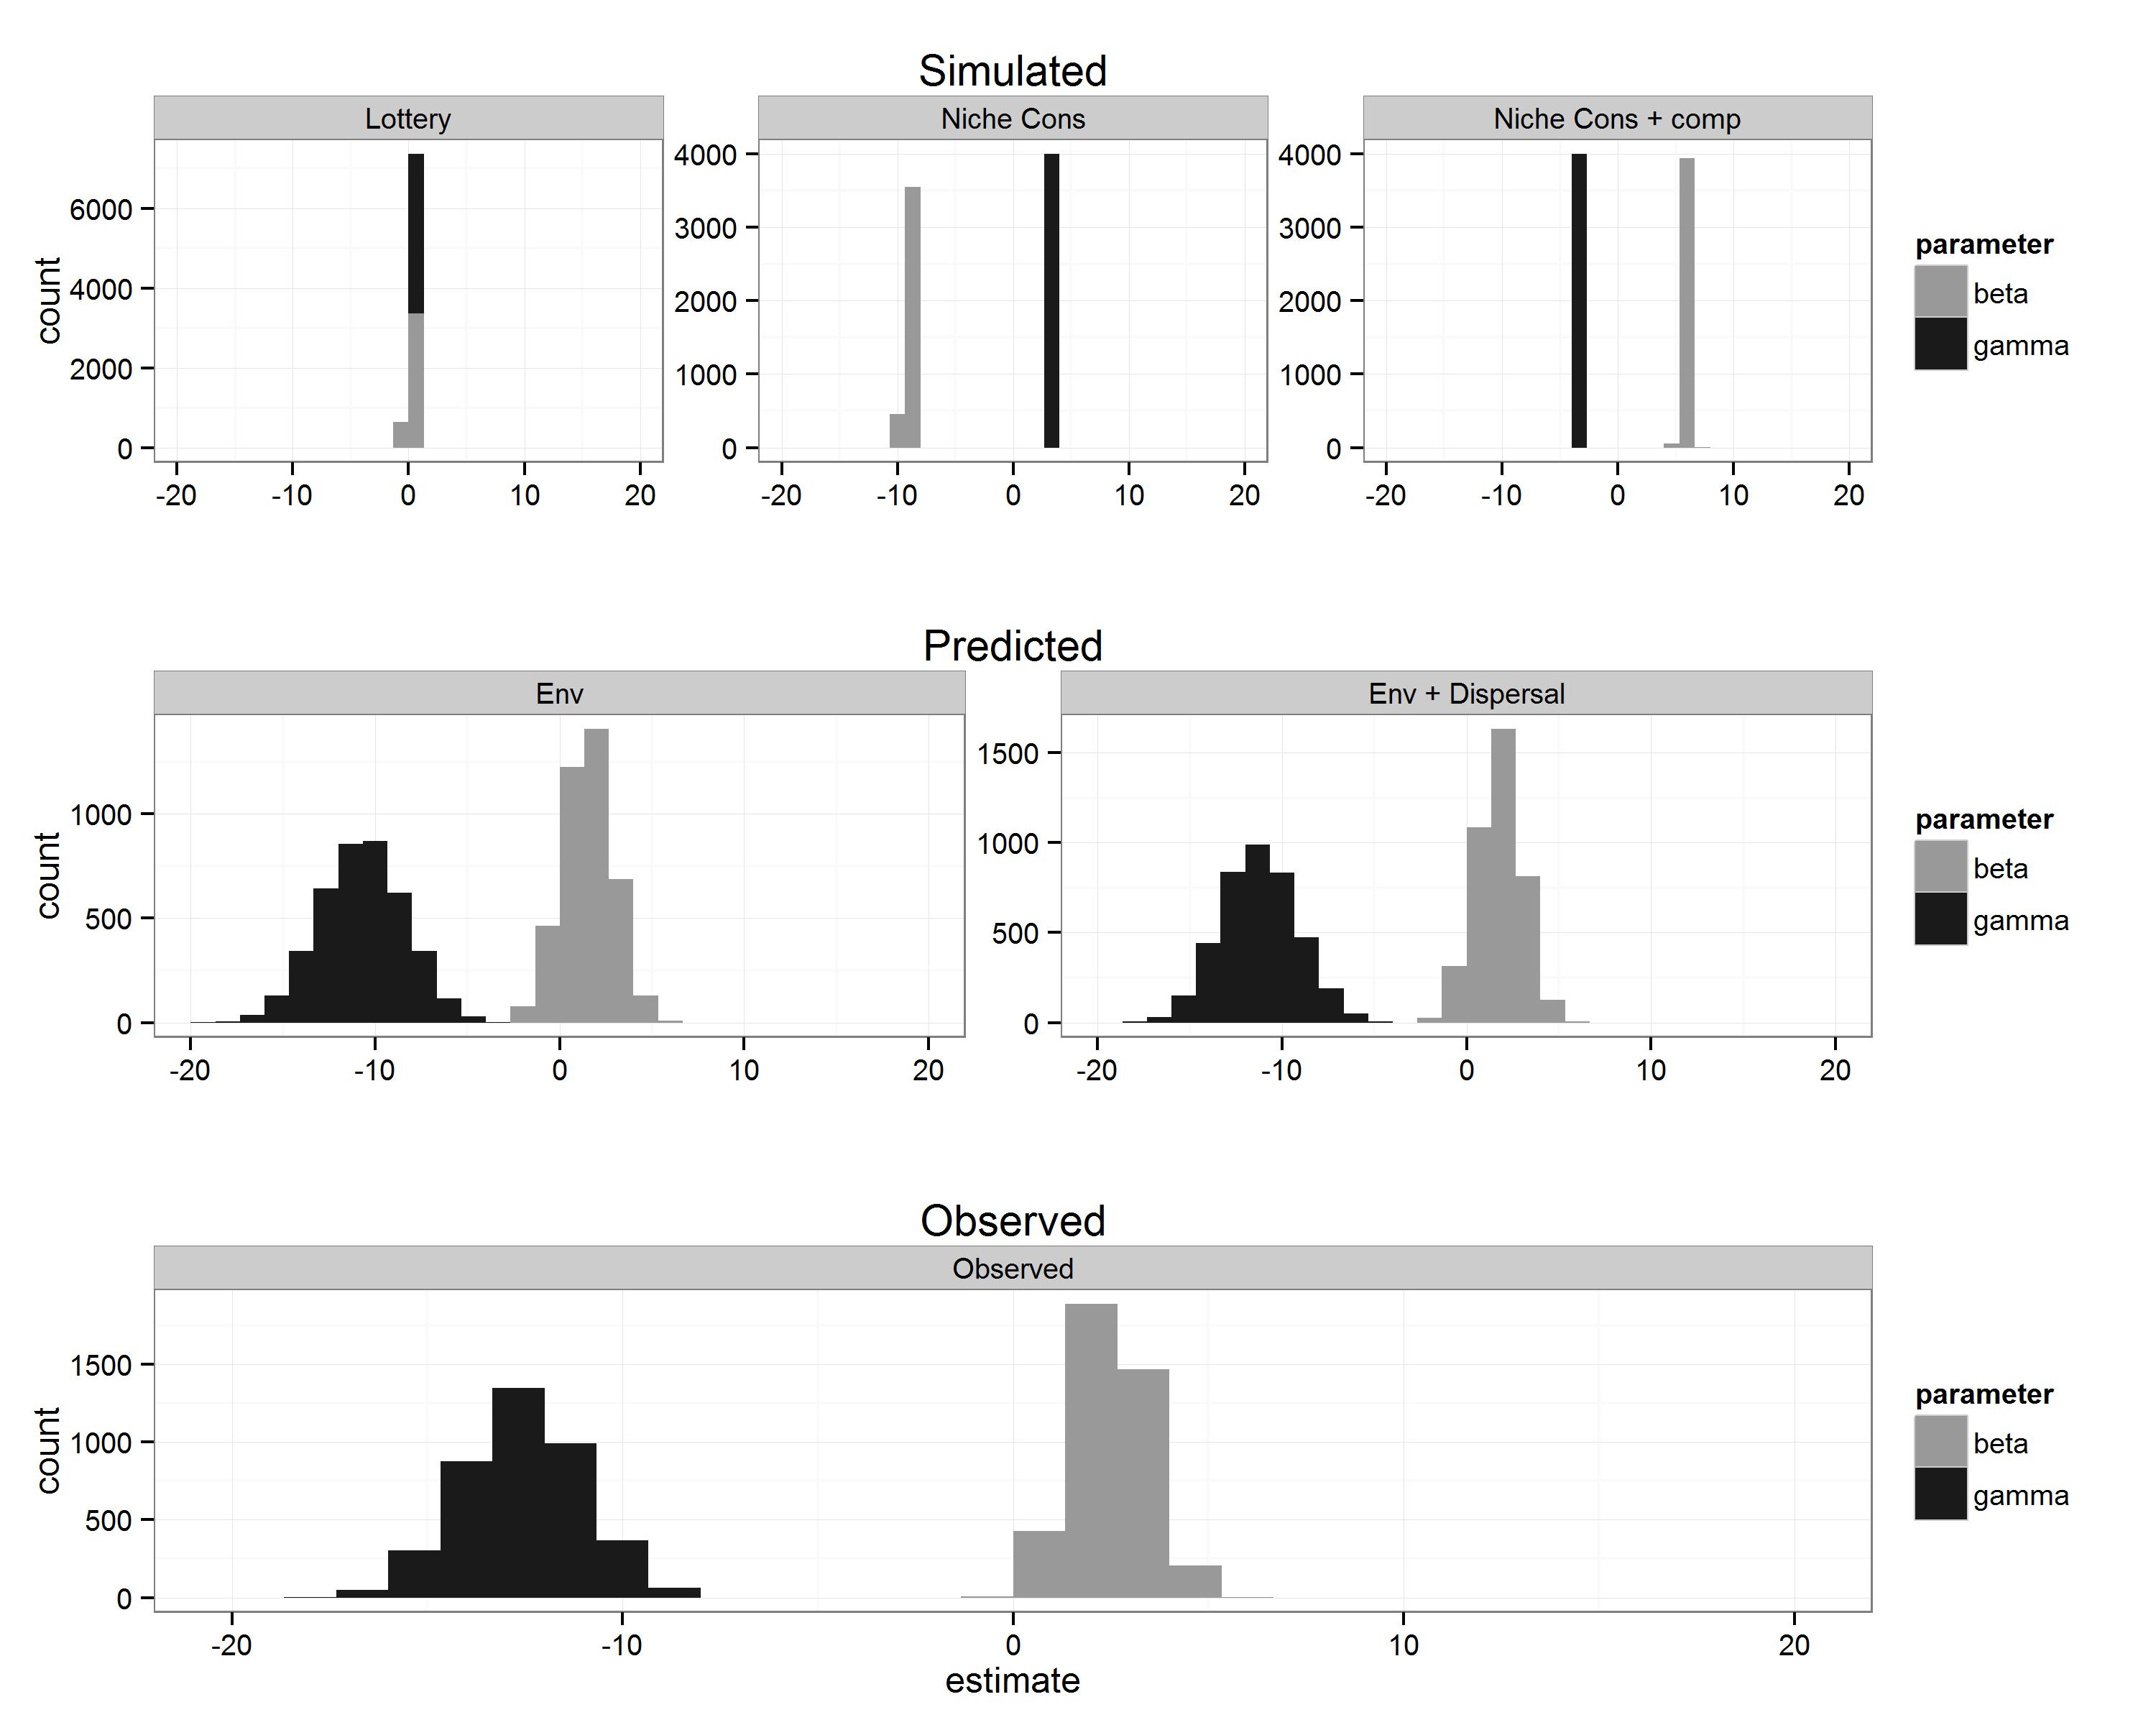 Simulated
Lottery Niche Cons Niche Cons + comp
count
6000
4000
2000
0
-20 -10 0 10 20
4000
3000
2000
1000
0
-20 -10 0 10 20
4000
3000
2000
1000
0
-20 -10 0 10 20
parameter
beta
gamma
Predicted
Env Env + Dispersal
count
1000
500
0
-20 -10 0 10 20
1500
1000
500
0
-20 -10 0 10 20
parameter
beta
gamma
Observed
Observed
count
1500
1000
500
0
-20 -10 0 10 20
estimate
parameter
beta
gamma